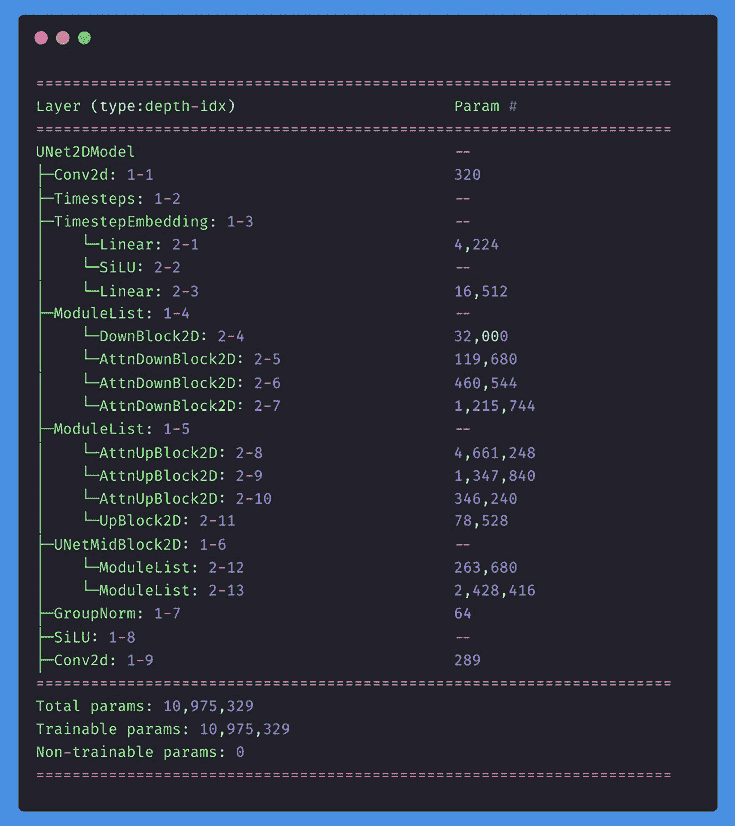 ======================================================================
Layer (type:depth-idx)                        Param #
======================================================================
UNet2DModel                                   --
├─Conv2d: 1-1                                 320
├─Timesteps: 1-2                              --
├─TimestepEmbedding: 1-3                      --
│    └─Linear: 2-1                            4,224
│    └─SiLU: 2-2                              --
│    └─Linear: 2-3                            16,512
├─ModuleList: 1-4                             --
│    └─DownBlock2D: 2-4                       32,000
│    └─AttnDownBlock2D: 2-5                   119,680
│    └─AttnDownBlock2D: 2-6                   460,544
│    └─AttnDownBlock2D: 2-7                   1,215,744
├─ModuleList: 1-5                             --
│    └─AttnUpBlock2D: 2-8                     4,661,248
│    └─AttnUpBlock2D: 2-9                     1,347,840
│    └─AttnUpBlock2D: 2-10                    346,240
│    └─UpBlock2D: 2-11                        78,528
├─UNetMidBlock2D: 1-6                         --
│    └─ModuleList: 2-12                       263,680
│    └─ModuleList: 2-13                       2,428,416
├─GroupNorm: 1-7                              64
├─SiLU: 1-8                                   --
├─Conv2d: 1-9                                 289
======================================================================
Total params: 10,975,329
Trainable params: 10,975,329
Non-trainable params: 0
======================================================================